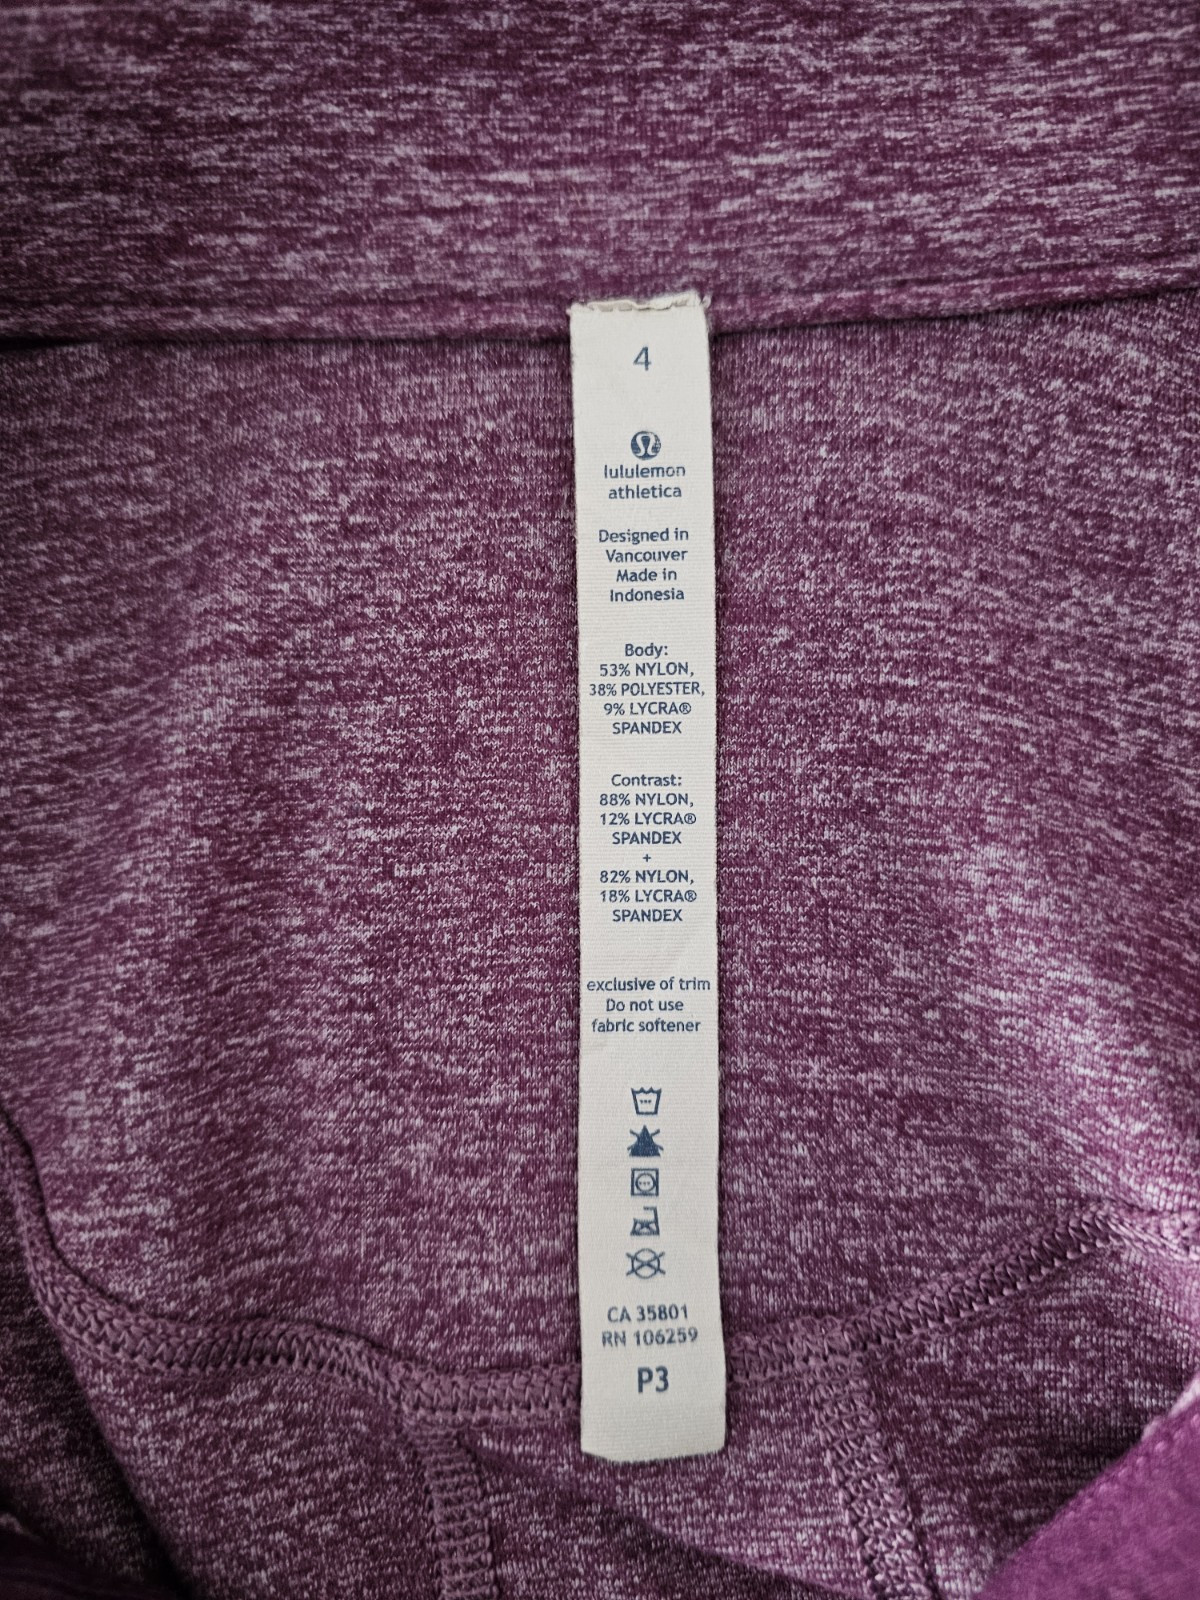 4
lululemon
athletica
Designed in
Vancouver
Made in
Indonesia
Body:
53% NYLON,
38% POLYESTER,
9% LYCRA®
SPANDEX
Contrast:
88% NYLON,
12% LYCRA®
SPANDEX
+
82% NYLON,
18% LYCRA®
SPANDEX
exclusive of trim
Do not use
fabric softener
CA 35801
RN 106259
P3